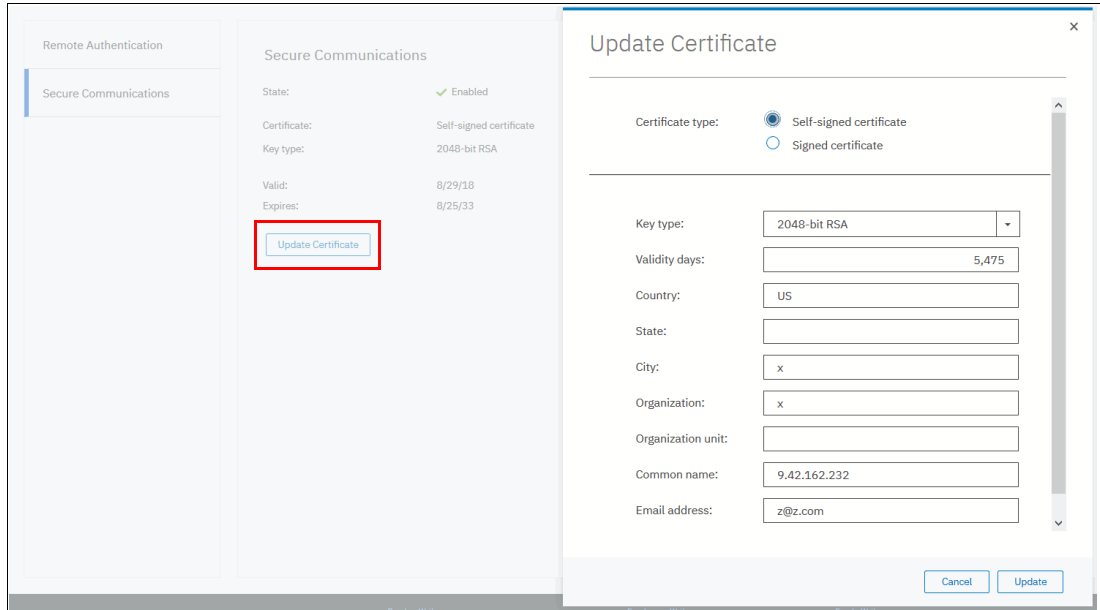 Remote Authentication
Secure Communications
Secure Communications
State: Enabled
Certificate: Self-signed certificate
Key type: 2048-bit RSA
Valid: 8/29/18
Expires: 8/25/33
Update Certificate
Update Certificate
Certificate type: Self-signed certificate
Signed certificate
Key type: 2048-bit RSA
Validity days: 5,475
Country: US
State:
City: x
Organization: x
Organization unit:
Common name: 9.42.162.232
Email address: z@z.com
Cancel Update